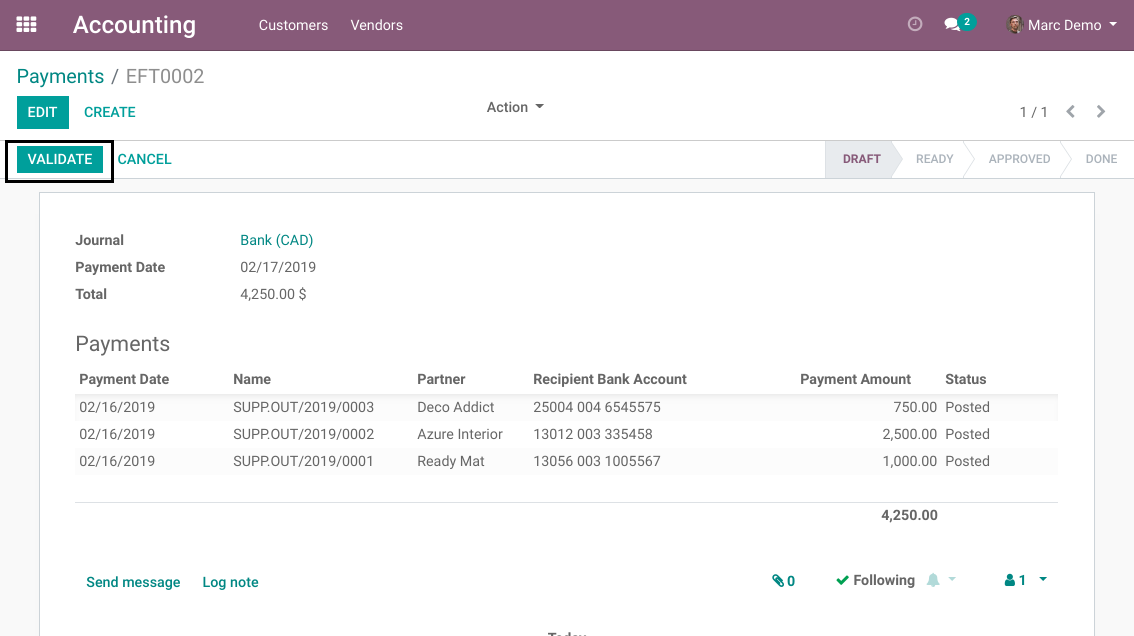 Accounting Customers Vendors 2 Marc Demo
Payments / EFT0002
EDIT CREATE Action 1 / 1
VALIDATE CANCEL DRAFT READY APPROVED DONE
Journal Bank (CAD)
Payment Date 02/17/2019
Total 4,250.00 $
Payments
Payment Date Name Partner Recipient Bank Account Payment Amount Status
02/16/2019 SUPP.OUT/2019/0003 Deco Addict 25004 004 6545575 750.00 Posted
02/16/2019 SUPP.OUT/2019/0002 Azure Interior 13012 003 335458 2,500.00 Posted
02/16/2019 SUPP.OUT/2019/0001 Ready Mat 13056 003 1005567 1,000.00 Posted
4,250.00
Send message Log note 0 Following 1
Today